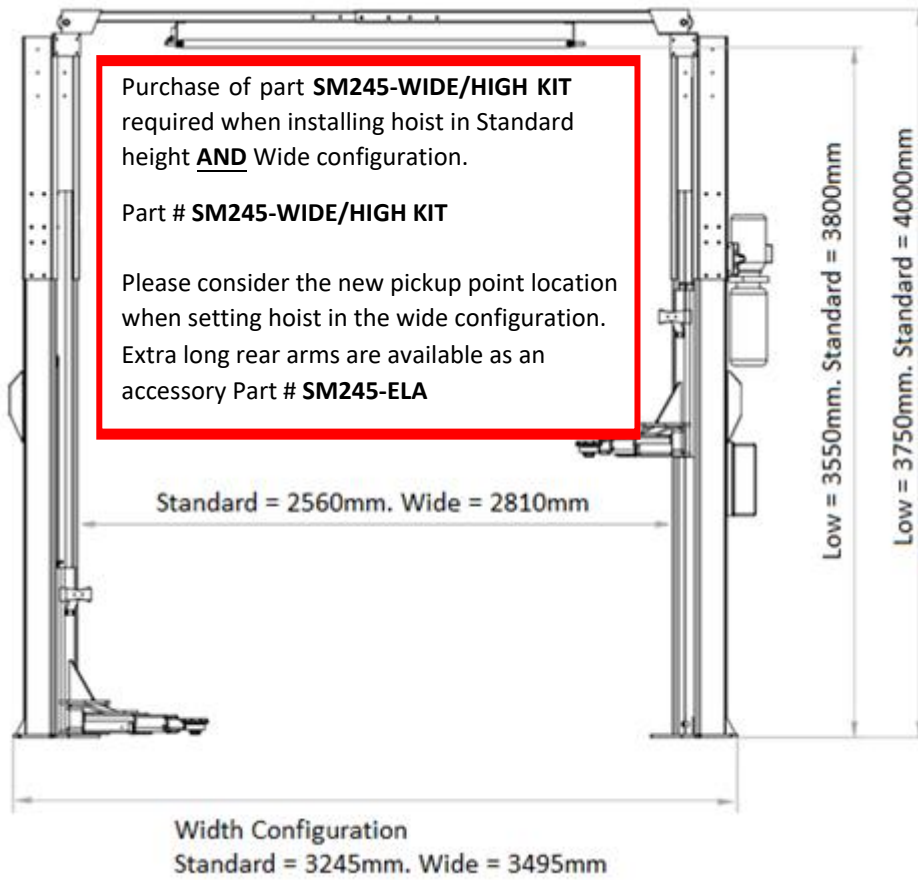 Purchase of part SM245-WIDE/HIGH KIT
required when installing hoist in Standard
height AND Wide configuration.
Part # SM245-WIDE/HIGH KIT
Please consider the new pickup point location
when setting hoist in the wide configuration.
Extra long rear arms are available as an
accessory Part # SM245-ELA
Standard = 2560mm. Wide = 2810mm
Low = 3550mm. Standard = 3800mm
Low = 3750mm. Standard = 4000mm
Width Configuration
Standard = 3245mm. Wide = 3495mm